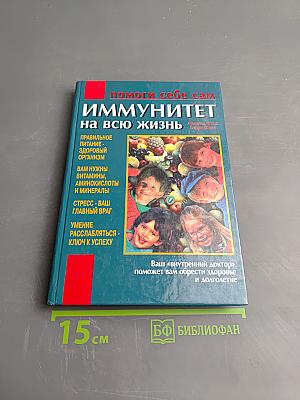 помоги себе сам
ИММУНИТЕТ
на всю жизнь
ПРАВИЛЬНОЕ
ПИТАНИЕ -
ЗДОРОВЫЙ
ОРГАНИЗМ
ВАМ НУЖНЫ
ВИТАМИНЫ,
АМИНОКИСЛОТЫ
И МИНЕРАЛЫ
СТРЕСС - ВАШ
ГЛАВНЫЙ ВРАГ
УМЕНИЕ
РАССЛАБЛЯТЬСЯ -
КЛЮЧ К УСПЕХУ
Ваш «внутренний доктор»
поможет вам обрести здоровье
и долголетие
15 см
БФ БИБЛИОФАН